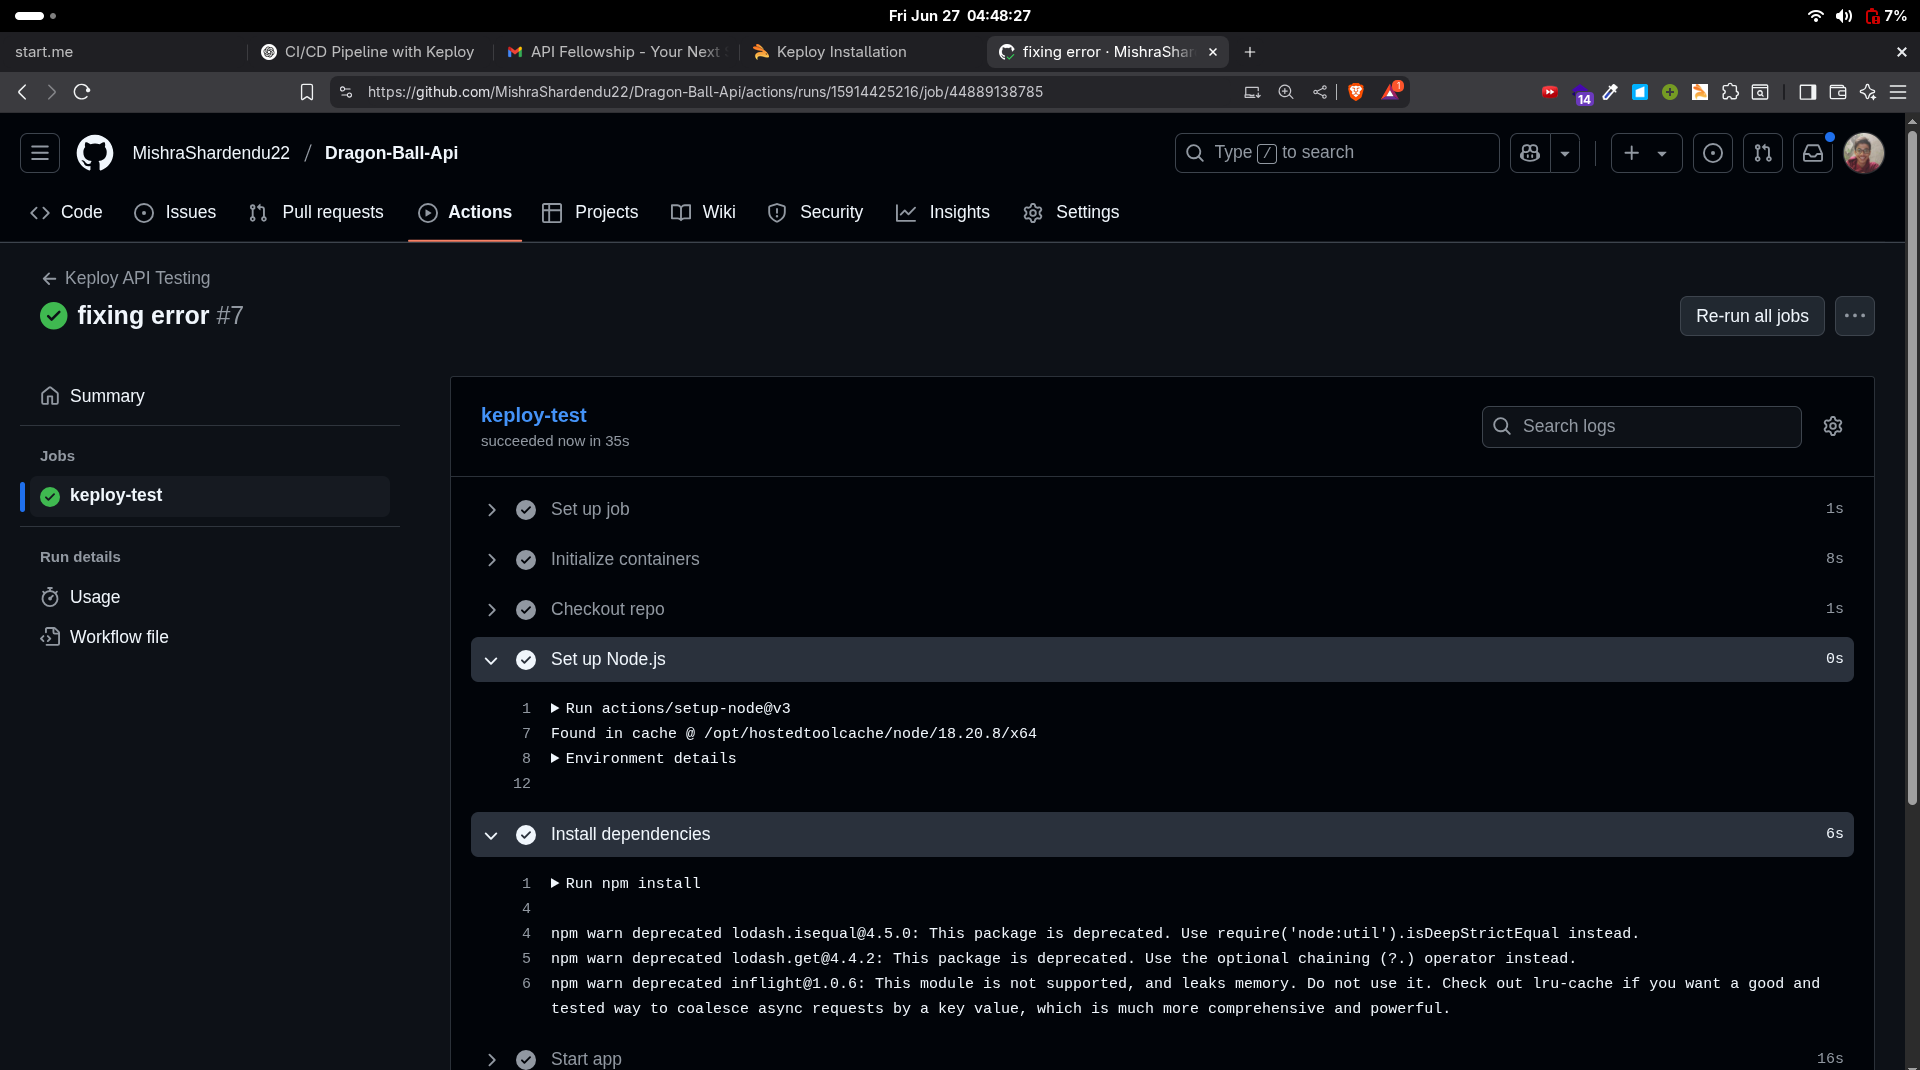 Fri Jun 27 04:48:27
7%
start.me
CI/CD Pipeline with Keploy
API Fellowship - Your Next
Keploy Installation
fixing error · MishraShar
https://github.com/MishraShardendu22/Dragon-Ball-Api/actions/runs/15914425216/job/44889138785
1
14
MishraShardendu22 / Dragon-Ball-Api
Type / to search
Code
Issues
Pull requests
Actions
Projects
Wiki
Security
Insights
Settings
Keploy API Testing
fixing error #7
Re-run all jobs
Summary
Jobs
keploy-test
Run details
Usage
Workflow file
keploy-test
succeeded now in 35s
Search logs
Set up job 1s
Initialize containers 8s
Checkout repo 1s
Set up Node.js 0s
1 Run actions/setup-node@v3
7 Found in cache @ /opt/hostedtoolcache/node/18.20.8/x64
8 Environment details
12
Install dependencies 6s
1 Run npm install
4
4 npm warn deprecated lodash.isequal@4.5.0: This package is deprecated. Use require('node:util').isDeepStrictEqual instead.
5 npm warn deprecated lodash.get@4.4.2: This package is deprecated. Use the optional chaining (?.) operator instead.
6 npm warn deprecated inflight@1.0.6: This module is not supported, and leaks memory. Do not use it. Check out lru-cache if you want a good and
tested way to coalesce async requests by a key value, which is much more comprehensive and powerful.
Start app 16s